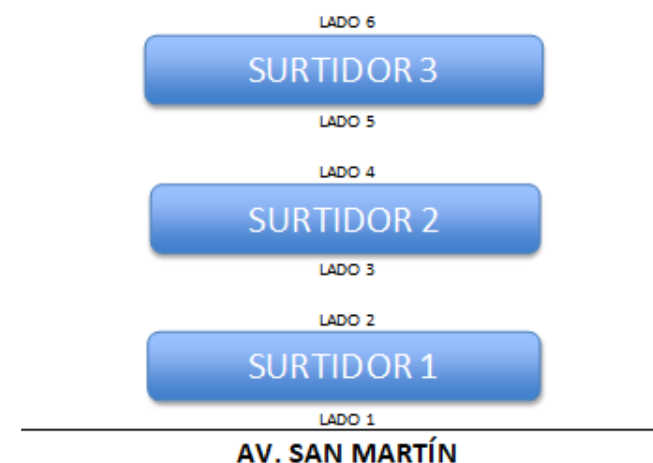 LADO 6
SURTIDOR 3
LADO 5
LADO 4
SURTIDOR 2
LADO 3
LADO 2
SURTIDOR 1
LADO 1
AV. SAN MARTÍN